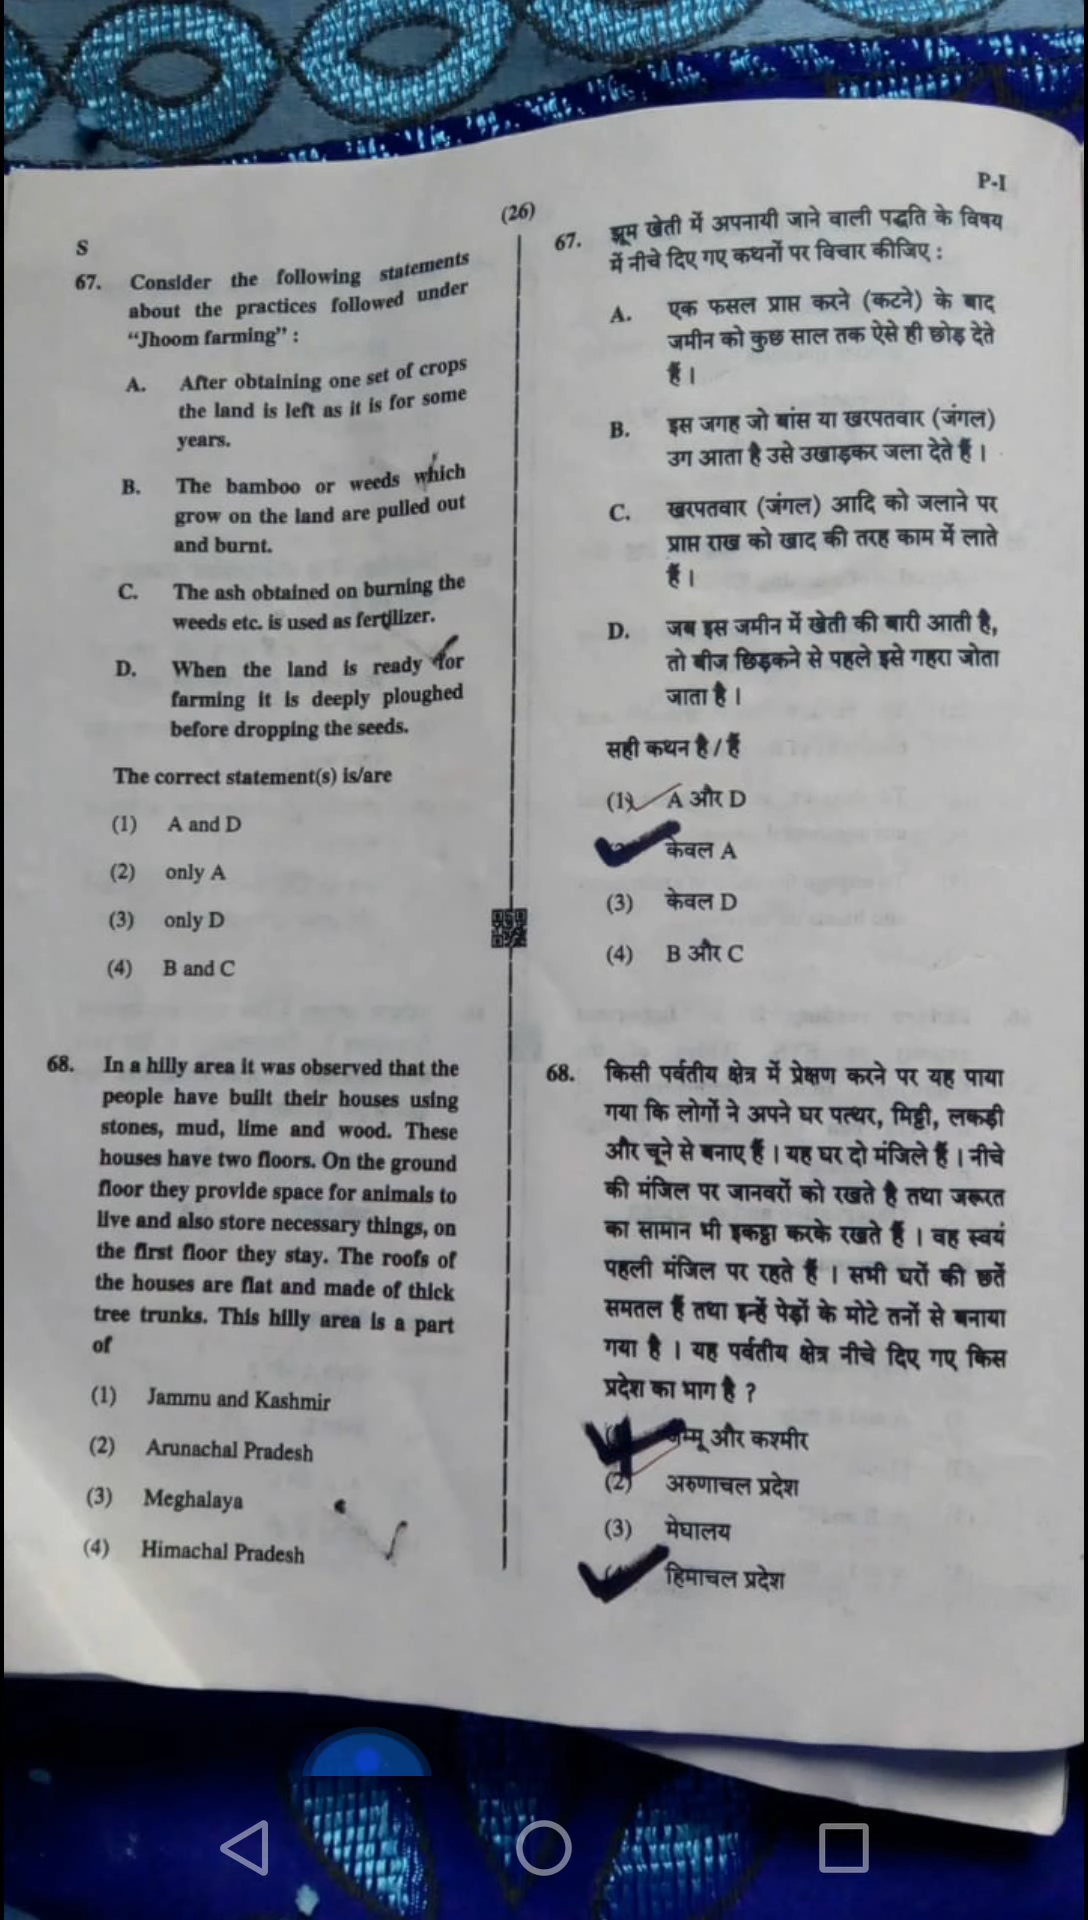 P-I
(26)
S
67. Consider the following statements
about the practices followed under
“Jhoom farming” :
A. After obtaining one set of crops
the land is left as it is for some
years.
B. The bamboo or weeds which
grow on the land are pulled out
and burnt.
C. The ash obtained on burning the
weeds etc. is used as fertilizer.
D. When the land is ready for
farming it is deeply ploughed
before dropping the seeds.
The correct statement(s) is/are
(1) A and D
(2) only A
(3) only D
(4) B and C
68. In a hilly area it was observed that the
people have built their houses using
stones, mud, lime and wood. These
houses have two floors. On the ground
floor they provide space for animals to
live and also store necessary things, on
the first floor they stay. The roofs of
the houses are flat and made of thick
tree trunks. This hilly area is a part
of
(1) Jammu and Kashmir
(2) Arunachal Pradesh
(3) Meghalaya
(4) Himachal Pradesh
67. झूम खेती में अपनायी जाने वाली पद्धति के विषय
में नीचे दिए गए कथनों पर विचार कीजिए :
A. एक फसल प्राप्त करने (कटने) के बाद
जमीन को कुछ साल तक ऐसे ही छोड़ देते
हैं ।
B. इस जगह जो बांस या खरपतवार (जंगल)
उग आता है उसे उखाड़कर जला देते हैं ।
C. खरपतवार (जंगल) आदि को जलाने पर
प्राप्त राख को खाद की तरह काम में लाते
हैं ।
D. जब इस जमीन में खेती की बारी आती है,
तो बीज छिड़कने से पहले इसे गहरा जोता
जाता है ।
सही कथन है / हैं
(1) A और D
केवल A
(3) केवल D
(4) B और C
68. किसी पर्वतीय क्षेत्र में प्रेक्षण करने पर यह पाया
गया कि लोगों ने अपने घर पत्थर, मिट्टी, लकड़ी
और चूने से बनाए हैं । यह घर दो मंजिले हैं । नीचे
की मंजिल पर जानवरों को रखते है तथा जरूरत
का सामान भी इकट्ठा करके रखते हैं । वह स्वयं
पहली मंजिल पर रहते हैं । सभी घरों की छतें
समतल हैं तथा इन्हें पेड़ों के मोटे तनों से बनाया
गया है । यह पर्वतीय क्षेत्र नीचे दिए गए किस
प्रदेश का भाग है ?
जम्मू और कश्मीर
(2) अरुणाचल प्रदेश
(3) मेघालय
हिमाचल प्रदेश